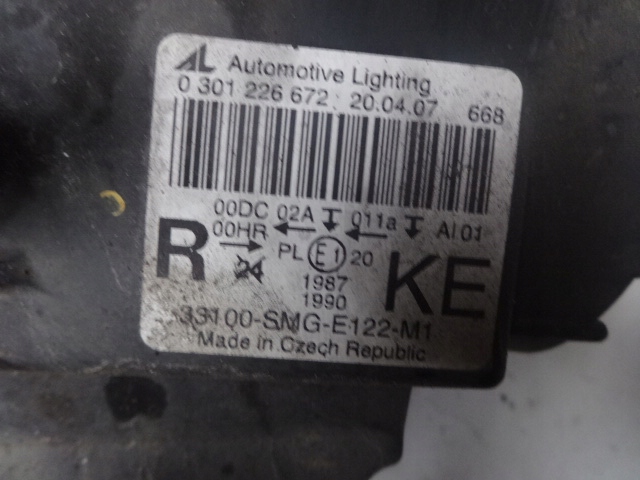 AL Automotive Lighting
0 301 226 672 20.04.07 668
00DC 02A 011a AI 01
R 00HR PL E1 20 KE
24
1987
1990
33100-SMG-E122-M1
Made in Czech Republic